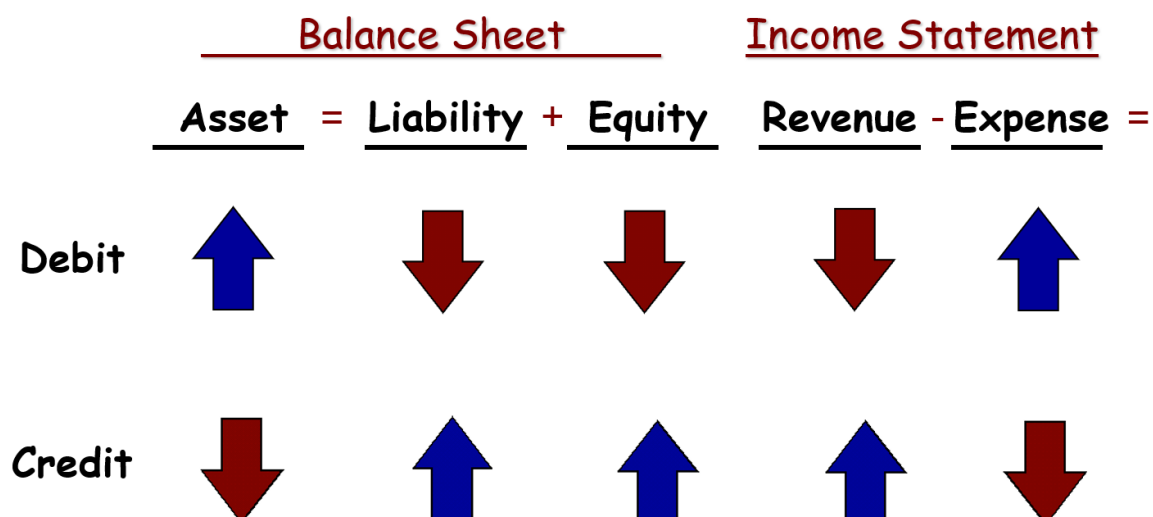 Balance Sheet Income Statement
Asset = Liability + Equity Revenue - Expense =
Debit
Credit